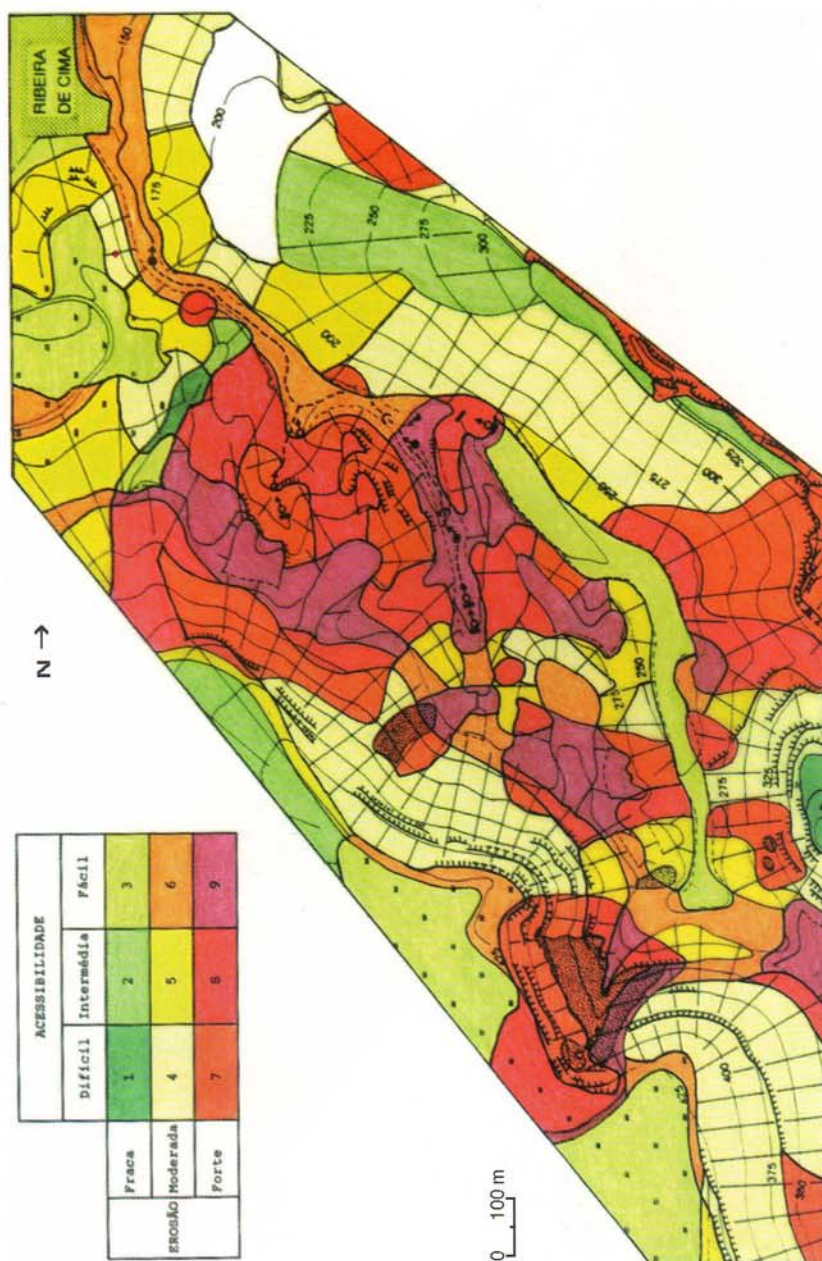 RIBEIRA
DE CIMA
150
175
200
225
250
275
300
200
325
300
275
250
250
275
275
325
400
375
350
425
N →
ACESSIBILIDADE
Difícil Intermédia Fácil
EROSÃO
Fraca 1 2 3
Moderada 4 5 6
Forte 7 8 9
0 100 m